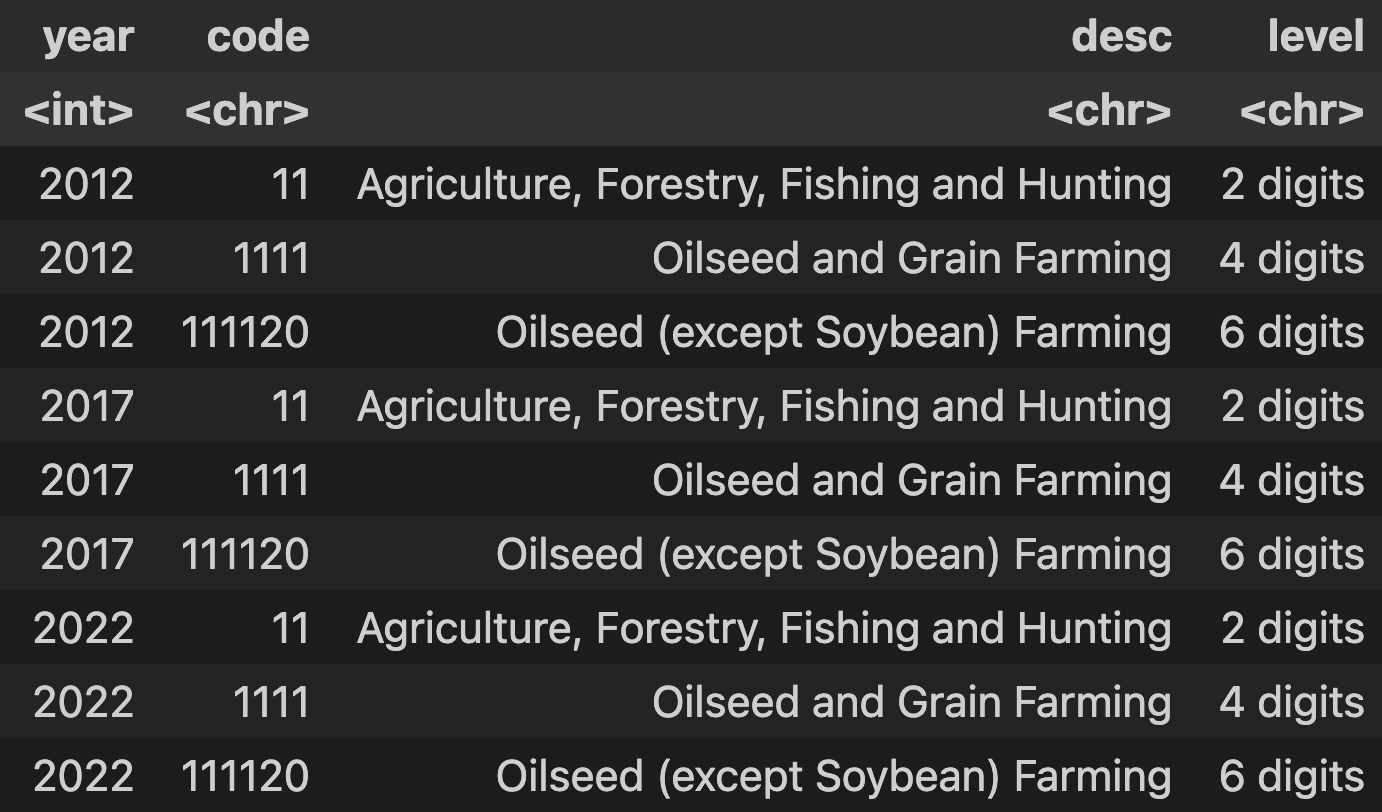 year code desc level
<int> <chr> <chr> <chr>
2012 11 Agriculture, Forestry, Fishing and Hunting 2 digits
2012 1111 Oilseed and Grain Farming 4 digits
2012 111120 Oilseed (except Soybean) Farming 6 digits
2017 11 Agriculture, Forestry, Fishing and Hunting 2 digits
2017 1111 Oilseed and Grain Farming 4 digits
2017 111120 Oilseed (except Soybean) Farming 6 digits
2022 11 Agriculture, Forestry, Fishing and Hunting 2 digits
2022 1111 Oilseed and Grain Farming 4 digits
2022 111120 Oilseed (except Soybean) Farming 6 digits